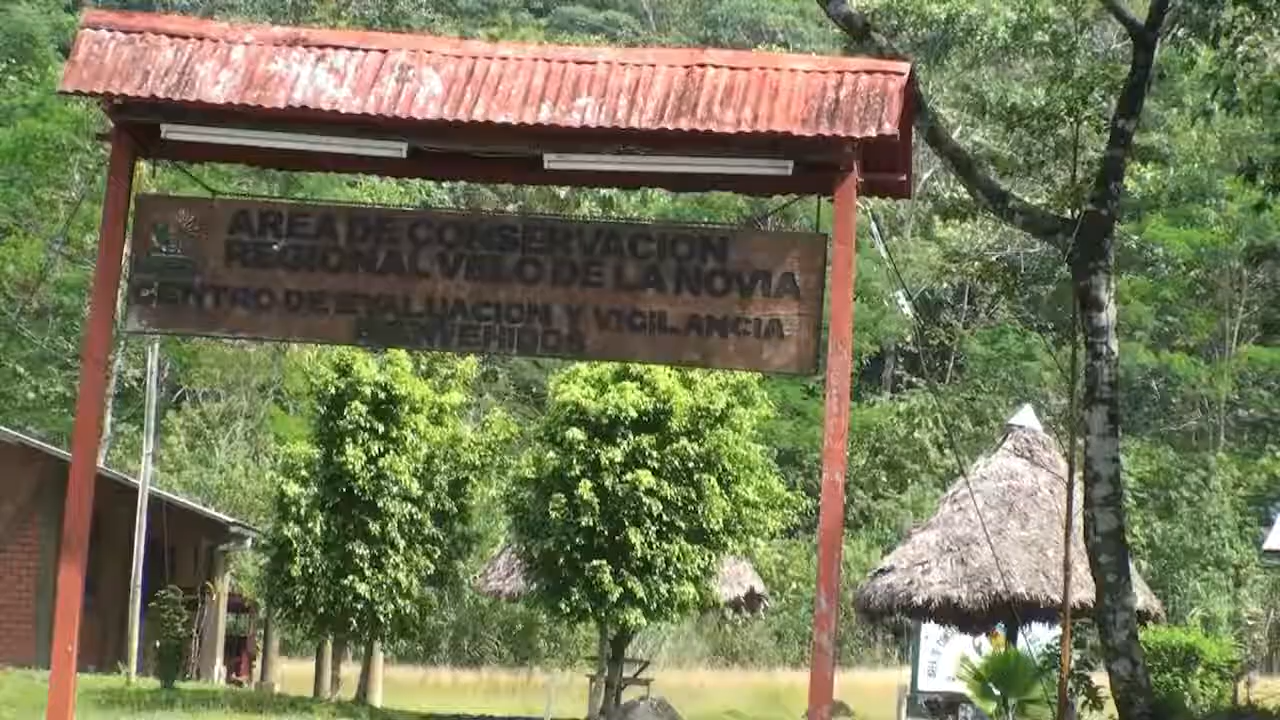 AREA DE CONSERVACION
REGIONAL VELO DE LA NOVIA
CENTRO DE EVALUACION Y VIGILANCIA
BIENVENIDOS